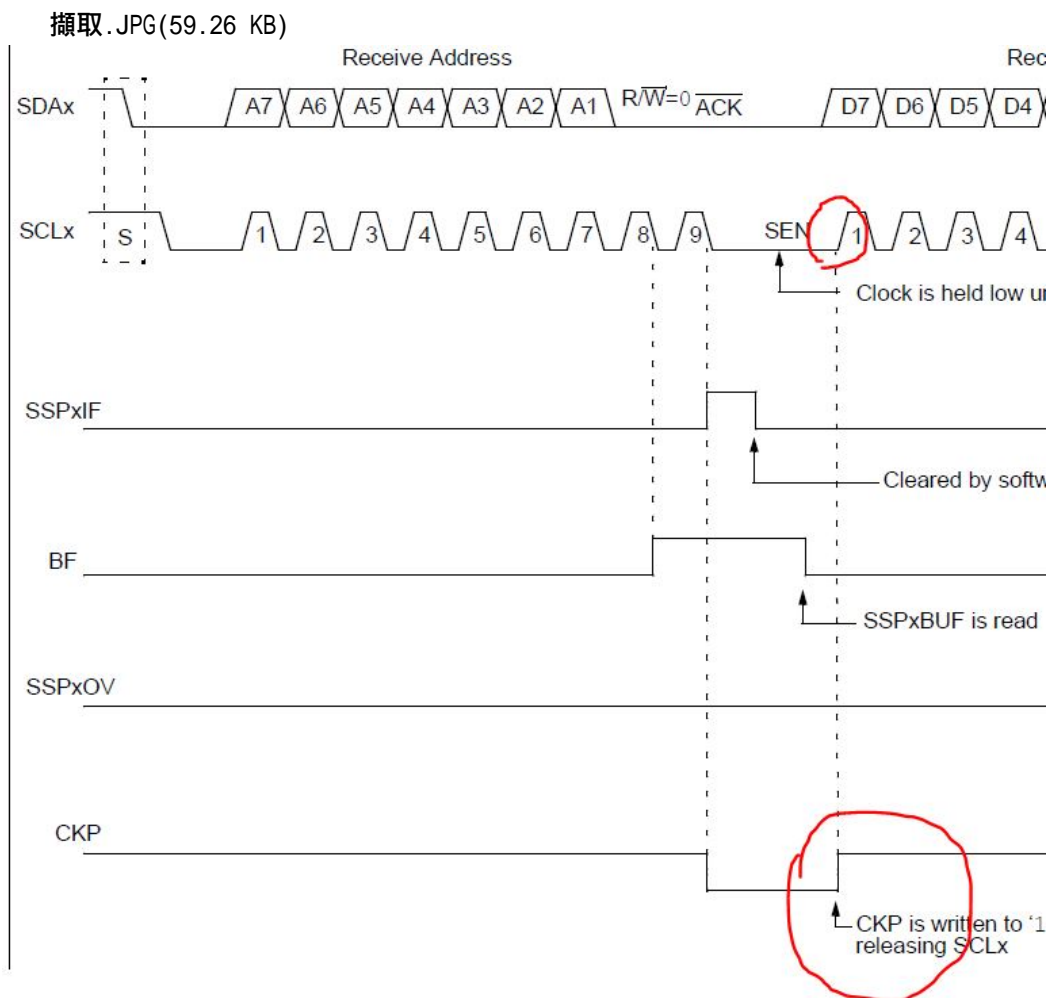 擷取.JPG(59.26 KB)
Receive Address
Rec
SDAx
A7 A6 A5 A4 A3 A2 A1 R/W̅=0 A̅C̅K̅ D7 D6 D5 D4
SCLx
S 1 2 3 4 5 6 7 8 9 SEN 1 2 3 4
Clock is held low un
SSPxIF
Cleared by softw
BF
SSPxBUF is read
SSPxOV
CKP
CKP is written to ‘1
releasing SCLx